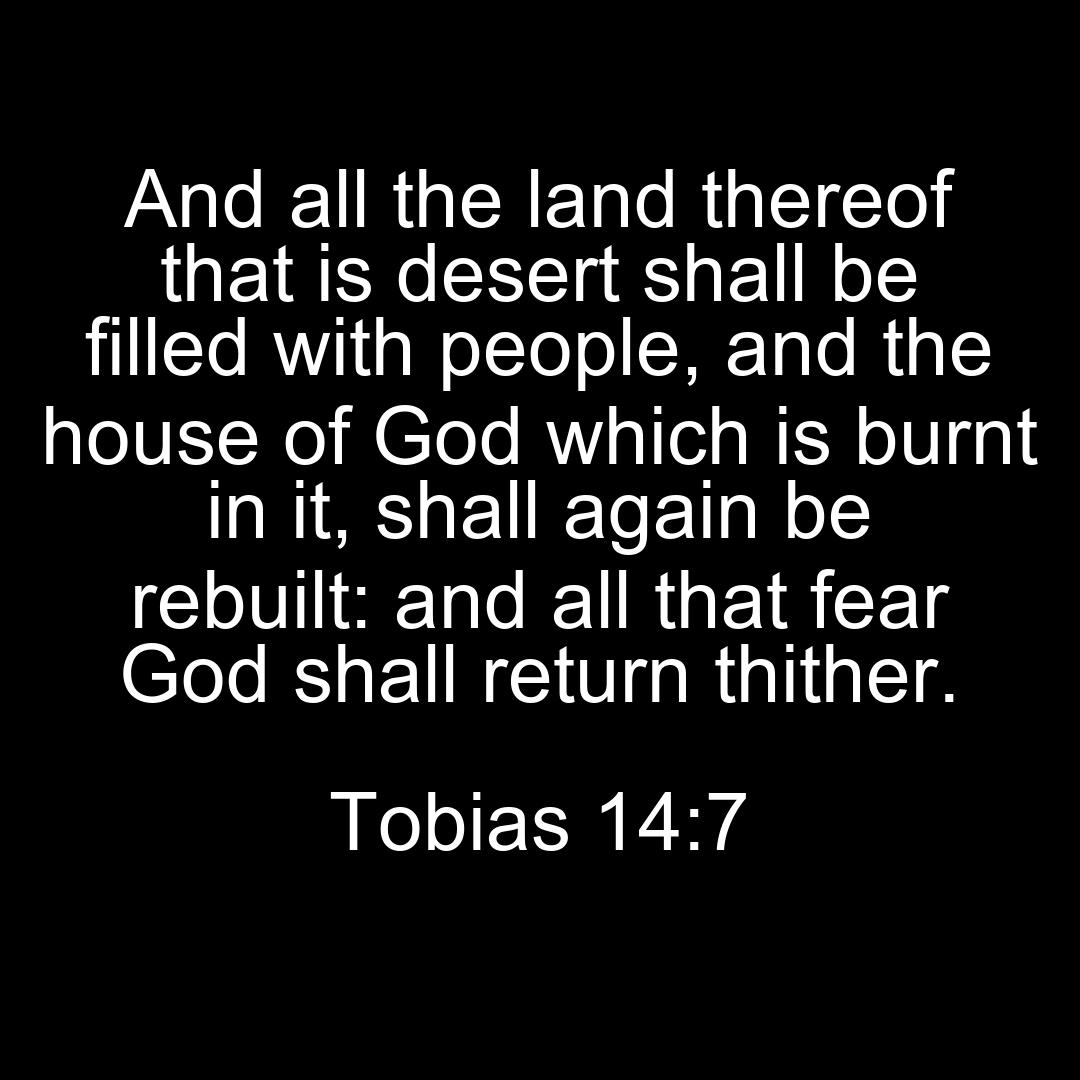 And all the land thereof
that is desert shall be
filled with people, and the
house of God which is burnt
in it, shall again be
rebuilt: and all that fear
God shall return thither.
Tobias 14:7